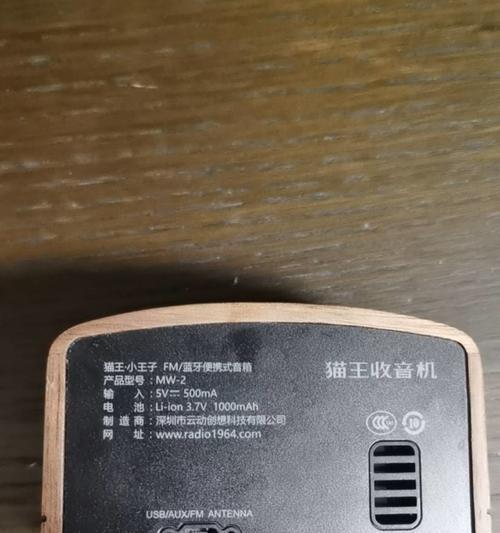 猫王·小王子 FM/蓝牙便携式音箱
猫王收音机
产品型号：MW-2
输 入：5V⎓ 500mA
电 池：Li-ion 3.7V 1000mAh
制 造 商：深圳市云动创想科技有限公司
网 址：www.radio1964.com
CCC
10
USB/AUX/FM ANTENNA